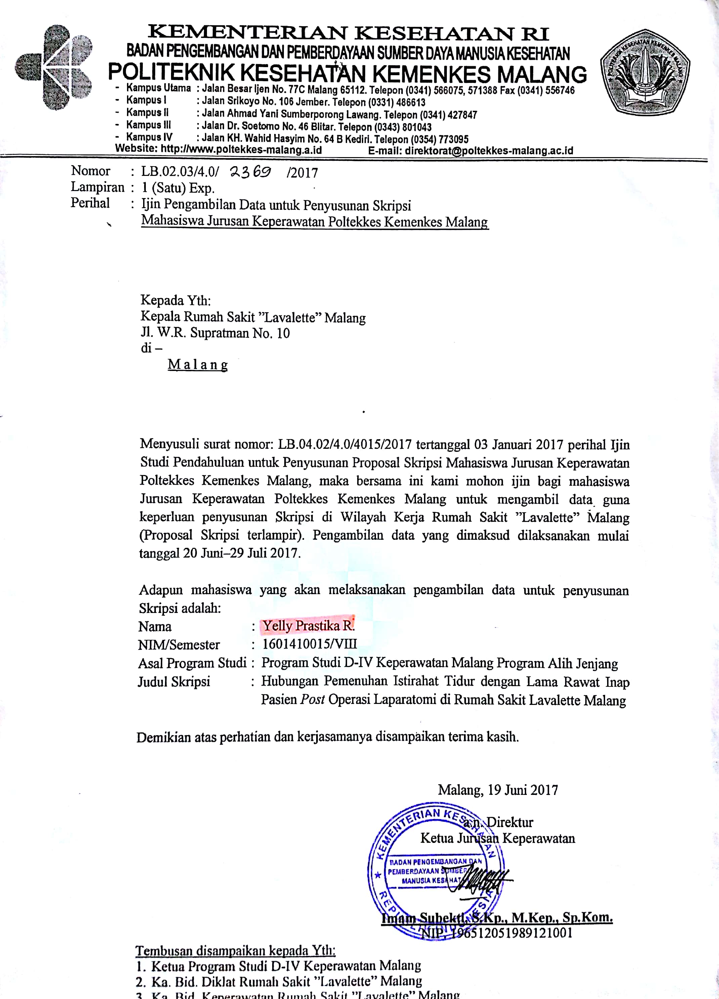 KEMENTERIAN KESEHATAN RI
BADAN PENGEMBANGAN DAN PEMBERDAYAAN SUMBER DAYA MANUSIA KESEHATAN
POLITEKNIK KESEHATAN KEMENKES MALANG
- Kampus Utama : Jalan Besar Ijen No. 77C Malang 65112. Telepon (0341) 566075, 571388 Fax (0341) 556746
- Kampus I : Jalan Srikoyo No. 106 Jember. Telepon (0331) 486613
- Kampus II : Jalan Ahmad Yani Sumberporong Lawang. Telepon (0341) 427847
- Kampus III : Jalan Dr. Soetomo No. 46 Blitar. Telepon (0343) 801043
- Kampus IV : Jalan KH. Wahid Hasyim No. 64 B Kediri. Telepon (0354) 773095
Website: http://www.poltekkes-malang.a.id E-mail: direktorat@poltekkes-malang.ac.id
★ POLITEKNIK KESEHATAN KEMENKES MALANG ★
Nomor : LB.02.03/4.0/ 2369 /2017
Lampiran : 1 (Satu) Exp.
Perihal : Ijin Pengambilan Data untuk Penyusunan Skripsi
Mahasiswa Jurusan Keperawatan Poltekkes Kemenkes Malang
Kepada Yth:
Kepala Rumah Sakit ”Lavalette” Malang
Jl. W.R. Supratman No. 10
di –
M a l a n g
Menyusuli surat nomor: LB.04.02/4.0/4015/2017 tertanggal 03 Januari 2017 perihal Ijin
Studi Pendahuluan untuk Penyusunan Proposal Skripsi Mahasiswa Jurusan Keperawatan
Poltekkes Kemenkes Malang, maka bersama ini kami mohon ijin bagi mahasiswa
Jurusan Keperawatan Poltekkes Kemenkes Malang untuk mengambil data guna
keperluan penyusunan Skripsi di Wilayah Kerja Rumah Sakit ”Lavalette” Malang
(Proposal Skripsi terlampir). Pengambilan data yang dimaksud dilaksanakan mulai
tanggal 20 Juni–29 Juli 2017.
Adapun mahasiswa yang akan melaksanakan pengambilan data untuk penyusunan
Skripsi adalah:
Nama : Yelly Prastika R.
NIM/Semester : 1601410015/VIII
Asal Program Studi : Program Studi D-IV Keperawatan Malang Program Alih Jenjang
Judul Skripsi : Hubungan Pemenuhan Istirahat Tidur dengan Lama Rawat Inap
Pasien Post Operasi Laparatomi di Rumah Sakit Lavalette Malang
Demikian atas perhatian dan kerjasamanya disampaikan terima kasih.
Malang, 19 Juni 2017
a.n. Direktur
Ketua Jurusan Keperawatan
★ KEMENTERIAN KESEHATAN
BADAN PENGEMBANGAN DAN
PEMBERDAYAAN SUMBER
MANUSIA KESEHAT
REPUBLIK INDONESIA
Imam Subekti, S.Kp., M.Kep., Sp.Kom.
NIP. 196512051989121001
Tembusan disampaikan kepada Yth:
1. Ketua Program Studi D-IV Keperawatan Malang
2. Ka. Bid. Diklat Rumah Sakit ”Lavalette” Malang
3. Ka. Bid. Keperawatan Rumah Sakit ”Lavalette” Malang